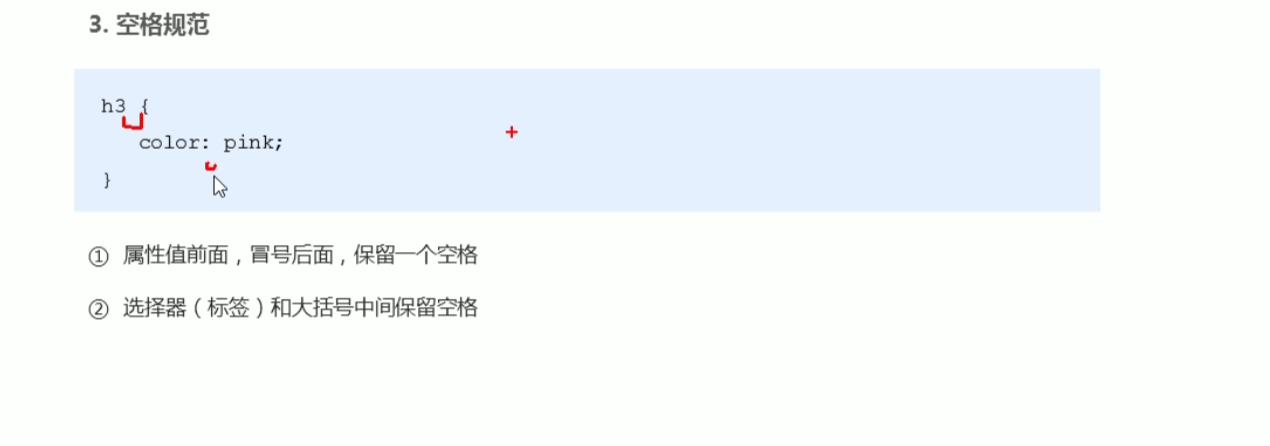 3. 空格规范
h3 {
color: pink;
}
① 属性值前面，冒号后面，保留一个空格
② 选择器（标签）和大括号中间保留空格